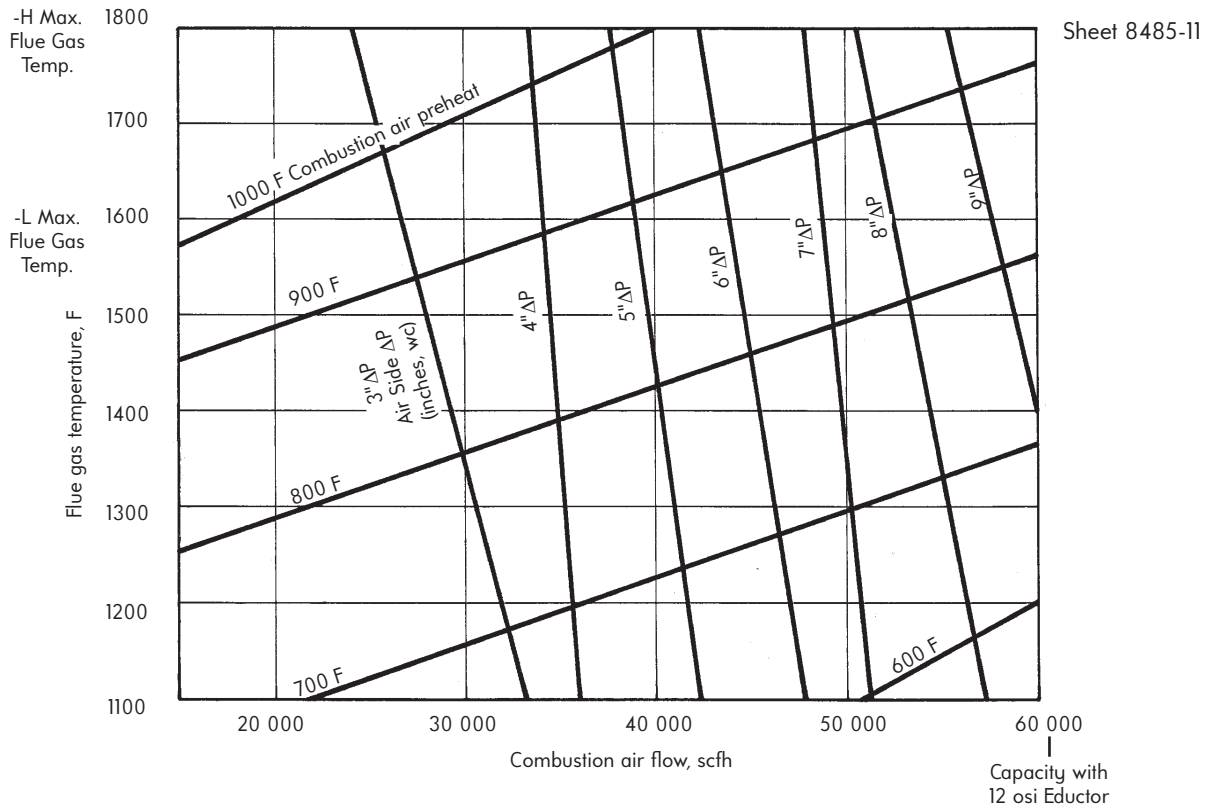 -H Max.
Flue Gas
Temp.
Sheet 8485-11
1800
1700
1600
1500
1400
1300
1200
1100
-L Max.
Flue Gas
Temp.
Flue gas temperature, F
1000 F Combustion air preheat
900 F
800 F
700 F
600 F
3"ΔP
Air Side ΔP
(inches, wc)
4"ΔP
5"ΔP
6"ΔP
7"ΔP
8"ΔP
9"ΔP
20 000
30 000
40 000
50 000
60 000
Combustion air flow, scfh
Capacity with
12 osi Eductor